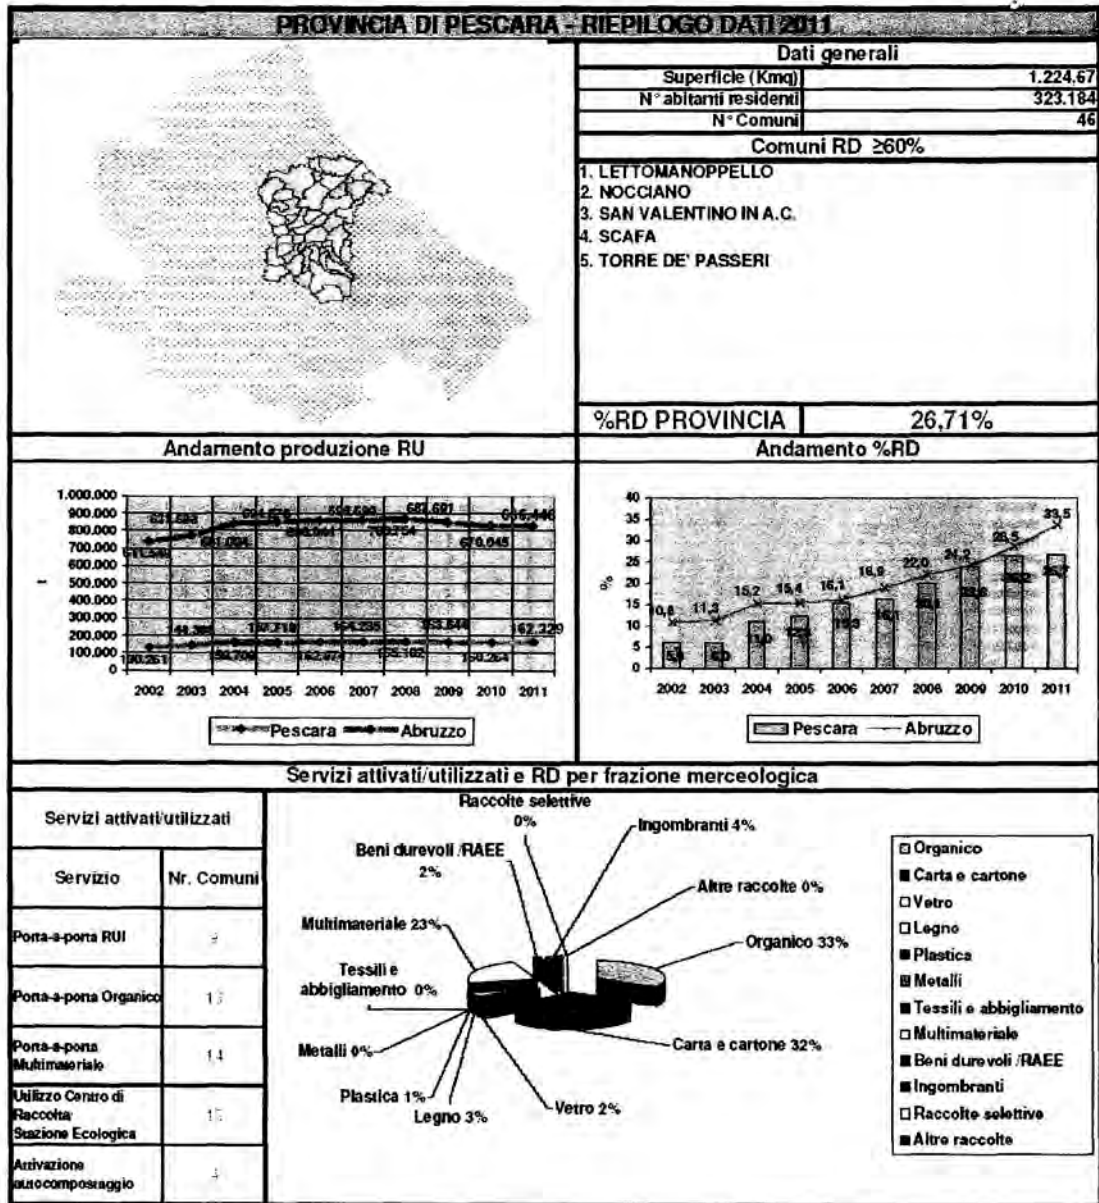 PROVINCIA DI PESCARA - RIEPILOGO DATI 2011
Dati generali
Superficie (Kmq) 1.224,67
N° abitanti residenti 323.184
N° Comuni 46
Comuni RD ≥60%
1. LETTOMANOPPELLO
2. NOCCIANO
3. SAN VALENTINO IN A.C.
4. SCAFA
5. TORRE DE' PASSERI
%RD PROVINCIA 26,71%
Andamento produzione RU
1.000.000
900.000
800.000
700.000
600.000
500.000
400.000
300.000
200.000
100.000
0
162.329
2002 2003 2004 2005 2006 2007 2008 2009 2010 2011
Pescara Abruzzo
Andamento %RD
%
40
35
30
25
20
15
10
5
0
10,8 11,3 15,2 15,4 16,1 18,9 22,0 24,2 33,5
2002 2003 2004 2005 2006 2007 2008 2009 2010 2011
Pescara Abruzzo
Servizi attivati/utilizzati e RD per frazione merceologica
Servizi attivati/utilizzati
Servizio Nr. Comuni
Porta-a-porta RUI
Porta-a-porta Organico
Porta-a-porta
Multimateriale 14
Utilizzo Centro di
Raccolta
Stazione Ecologica
Attivazione
autocompostaggio
Raccolte selettive
0%
Ingombranti 4%
Beni durevoli /RAEE
2%
Altre raccolte 0%
Multimateriale 23%
Organico 33%
Tessili e
abbigliamento 0%
Metalli 0%
Carta e cartone 32%
Plastica 1%
Legno 3%
Vetro 2%
Organico
Carta e cartone
Vetro
Legno
Plastica
Metalli
Tessili e abbigliamento
Multimateriale
Beni durevoli /RAEE
Ingombranti
Raccolte selettive
Altre raccolte